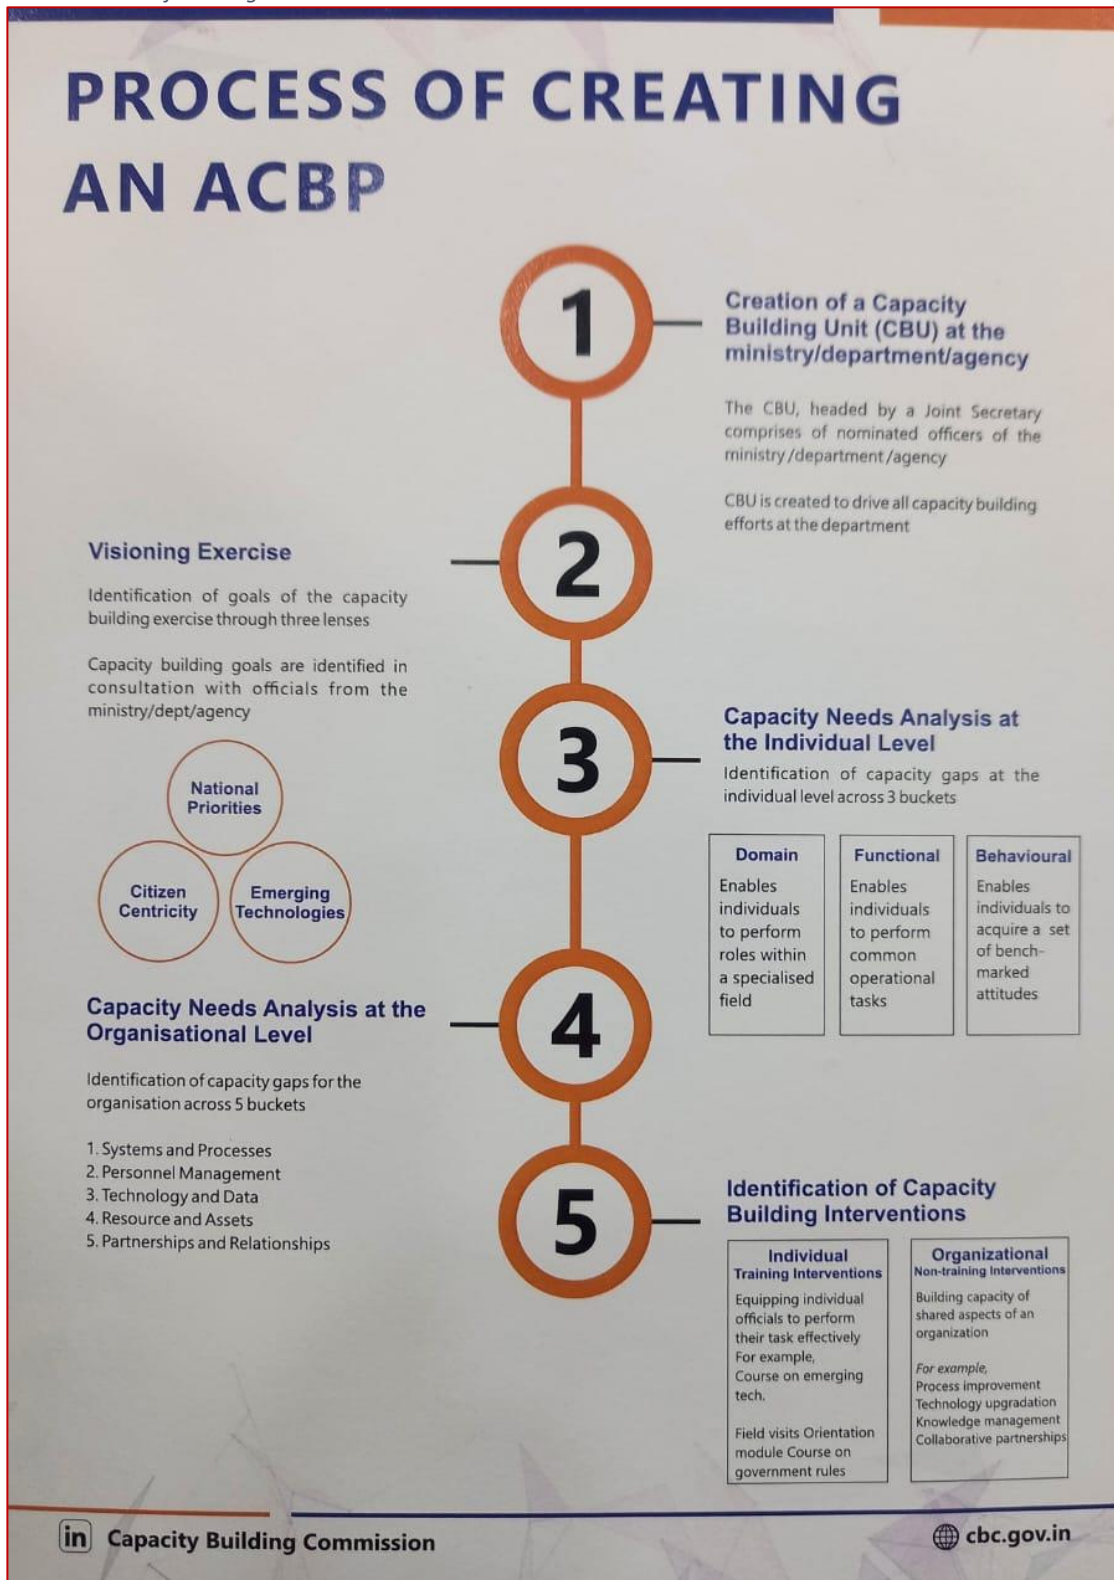 PROCESS OF CREATING
AN ACBP
1
Creation of a Capacity
Building Unit (CBU) at the
ministry/department/agency
The CBU, headed by a Joint Secretary
comprises of nominated officers of the
ministry/department/agency
CBU is created to drive all capacity building
efforts at the department
2
Visioning Exercise
Identification of goals of the capacity
building exercise through three lenses
Capacity building goals are identified in
consultation with officials from the
ministry/dept/agency
National
Priorities
Citizen
Centricity
Emerging
Technologies
3
Capacity Needs Analysis at
the Individual Level
Identification of capacity gaps at the
individual level across 3 buckets
Domain
Enables
individuals
to perform
roles within
a specialised
field
Functional
Enables
individuals
to perform
common
operational
tasks
Behavioural
Enables
individuals to
acquire a set
of bench-
marked
attitudes
4
Capacity Needs Analysis at the
Organisational Level
Identification of capacity gaps for the
organisation across 5 buckets
1. Systems and Processes
2. Personnel Management
3. Technology and Data
4. Resource and Assets
5. Partnerships and Relationships
5
Identification of Capacity
Building Interventions
Individual
Training Interventions
Equipping individual
officials to perform
their task effectively
For example,
Course on emerging
tech.
Field visits Orientation
module Course on
government rules
Organizational
Non-training Interventions
Building capacity of
shared aspects of an
organization
For example,
Process improvement
Technology upgradation
Knowledge management
Collaborative partnerships
in Capacity Building Commission
cbc.gov.in